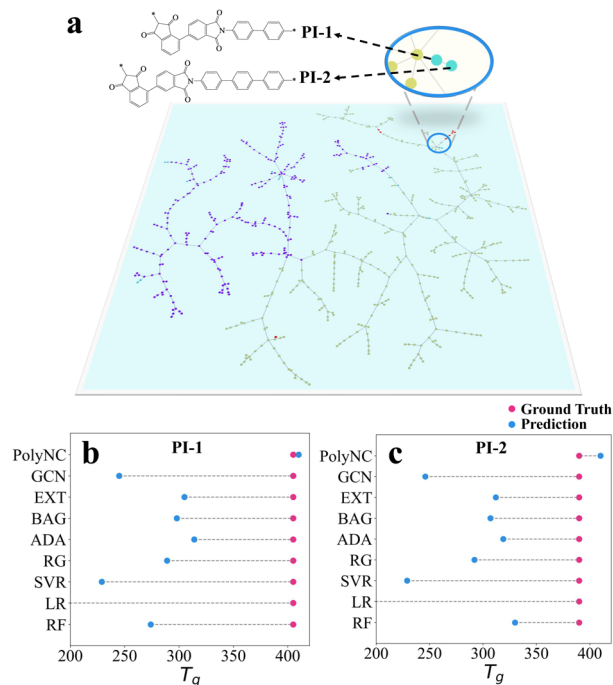 a
PI-1
PI-2
Ground Truth
Prediction
b
PI-1
PolyNC
GCN
EXT
BAG
ADA
RG
SVR
LR
RF
200 250 300 350 400
Tg
c
PI-2
PolyNC
GCN
EXT
BAG
ADA
RG
SVR
LR
RF
200 250 300 350 400
Tg